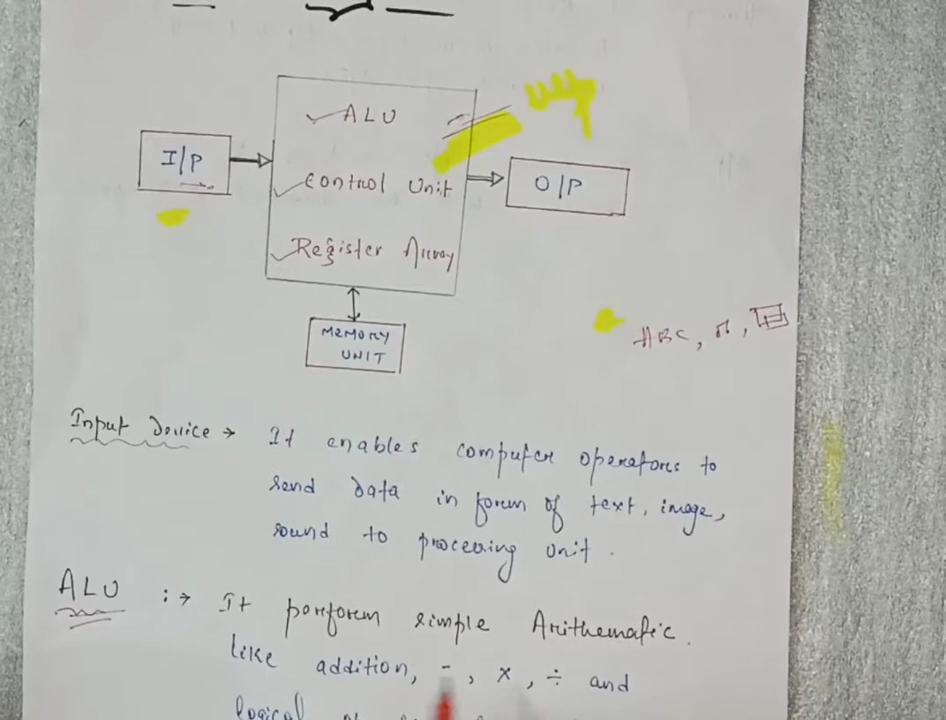 ALU
I/P
Control Unit
O/P
Register Array
MEMORY
UNIT
ABC,
Input Device → It enables computer operators to
send data in form of text, image,
sound to processing unit.
ALU :→ It perform simple Arithematic.
like addition, -, ×, ÷ and
logical